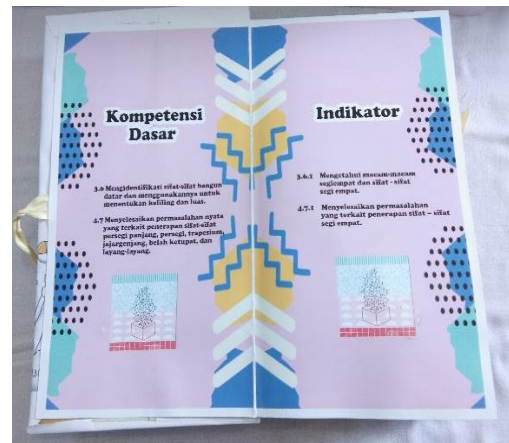 Kompetensi
Dasar
3.6 Mengidentifikasi sifat-sifat bangun
datar dan menggunakannya untuk
menentukan keliling dan luas.
4.7 Menyelesaikan permasalahan nyata
yang terkait penerapan sifat-sifat
persegi panjang, persegi, trapesium,
jajargenjang, belah ketupat, dan
layang-layang.
Indikator
3.6.1 Mengetahui macam-macam
segiempat dan sifat - sifat
segi empat.
4.7.1 Menyelesaikan permasalahan
yang terkait penerapan sifat – sifat
segi empat.